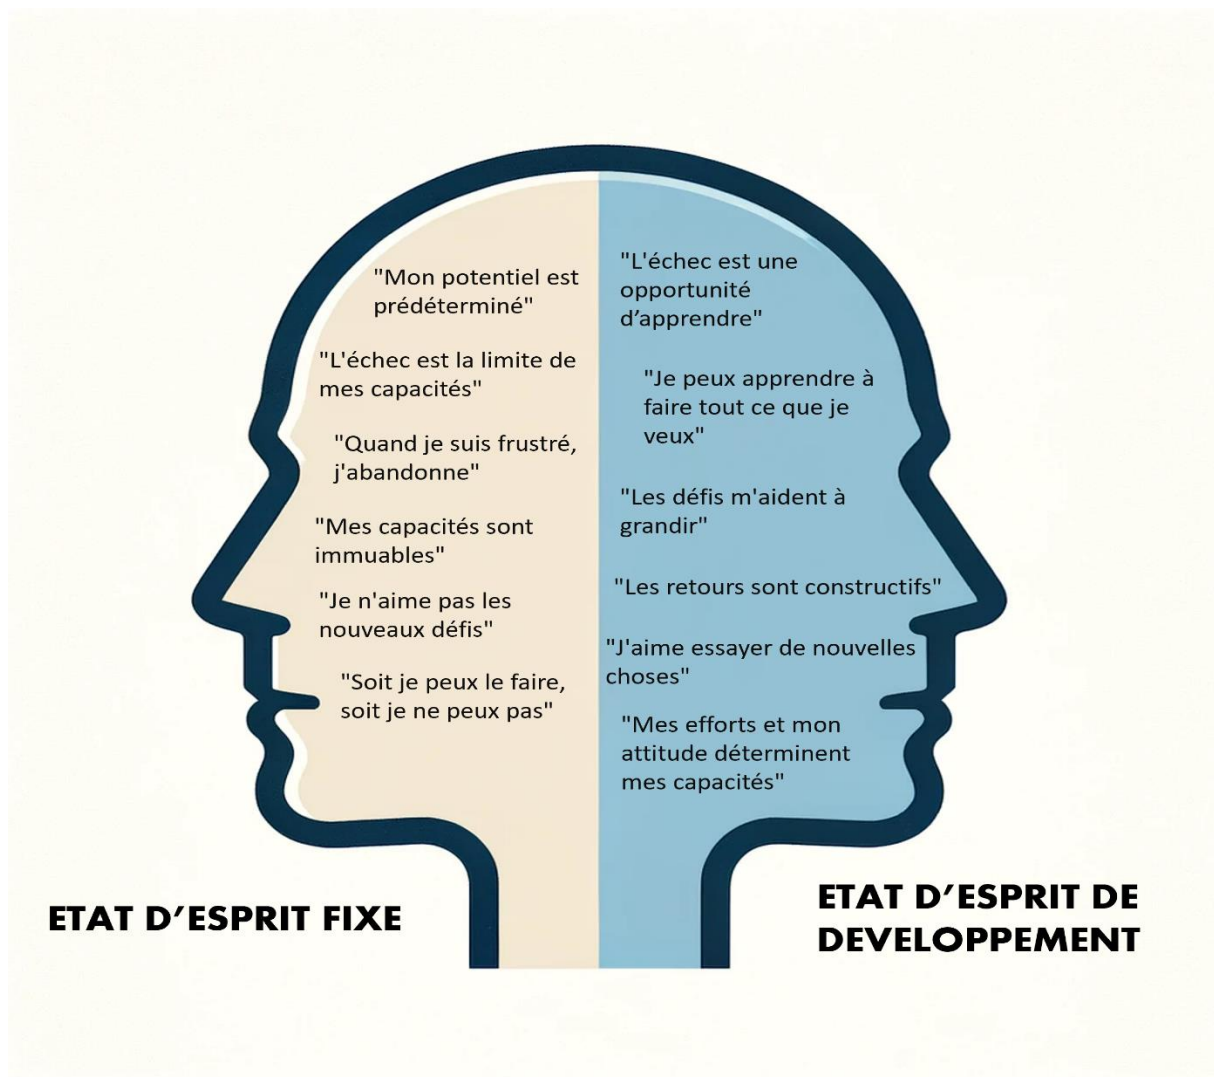 "Mon potentiel est
prédéterminé"
"L'échec est la limite de
mes capacités"
"Quand je suis frustré,
j'abandonne"
"Mes capacités sont
immuables"
"Je n'aime pas les
nouveaux défis"
"Soit je peux le faire,
soit je ne peux pas"
"L'échec est une
opportunité
d’apprendre"
"Je peux apprendre à
faire tout ce que je
veux"
"Les défis m'aident à
grandir"
"Les retours sont constructifs"
"J'aime essayer de nouvelles
choses"
"Mes efforts et mon
attitude déterminent
mes capacités"
ETAT D’ESPRIT FIXE
ETAT D’ESPRIT DE
DEVELOPPEMENT